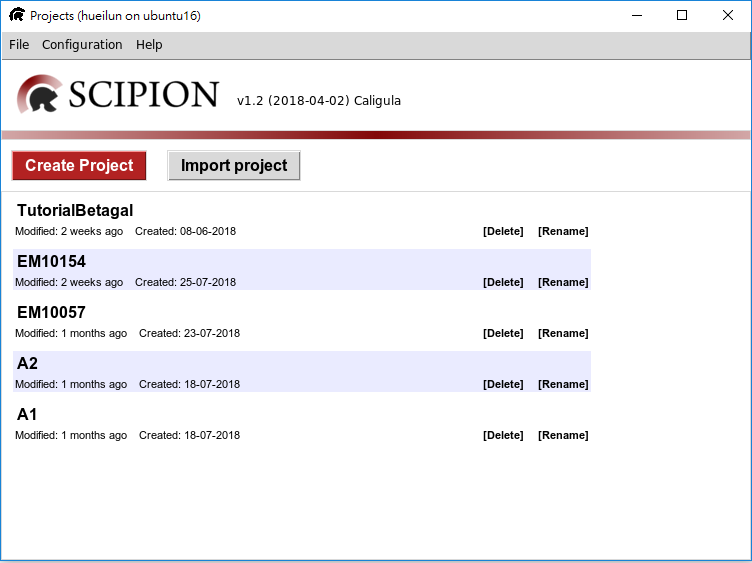 Projects (hueilun on ubuntu16)
File Configuration Help
SCIPION v1.2 (2018-04-02) Caligula
Create Project Import project
TutorialBetagal
Modified: 2 weeks ago Created: 08-06-2018 [Delete] [Rename]
EM10154
Modified: 2 weeks ago Created: 25-07-2018 [Delete] [Rename]
EM10057
Modified: 1 months ago Created: 23-07-2018 [Delete] [Rename]
A2
Modified: 1 months ago Created: 18-07-2018 [Delete] [Rename]
A1
Modified: 1 months ago Created: 18-07-2018 [Delete] [Rename]